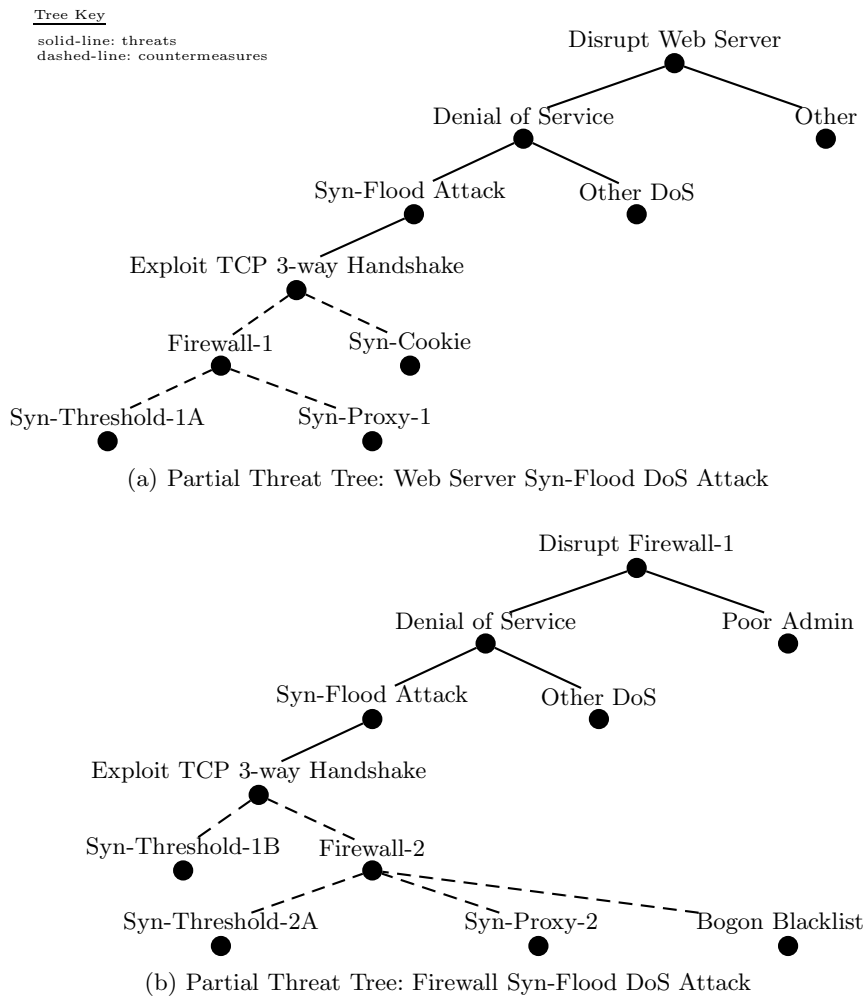 Tree Key
solid-line: threats
dashed-line: countermeasures
Disrupt Web Server
Denial of Service
Other
Syn-Flood Attack
Other DoS
Exploit TCP 3-way Handshake
Firewall-1
Syn-Cookie
Syn-Threshold-1A
Syn-Proxy-1
(a) Partial Threat Tree: Web Server Syn-Flood DoS Attack
Disrupt Firewall-1
Denial of Service
Poor Admin
Syn-Flood Attack
Other DoS
Exploit TCP 3-way Handshake
Syn-Threshold-1B
Firewall-2
Syn-Threshold-2A
Syn-Proxy-2
Bogon Blacklist
(b) Partial Threat Tree: Firewall Syn-Flood DoS Attack